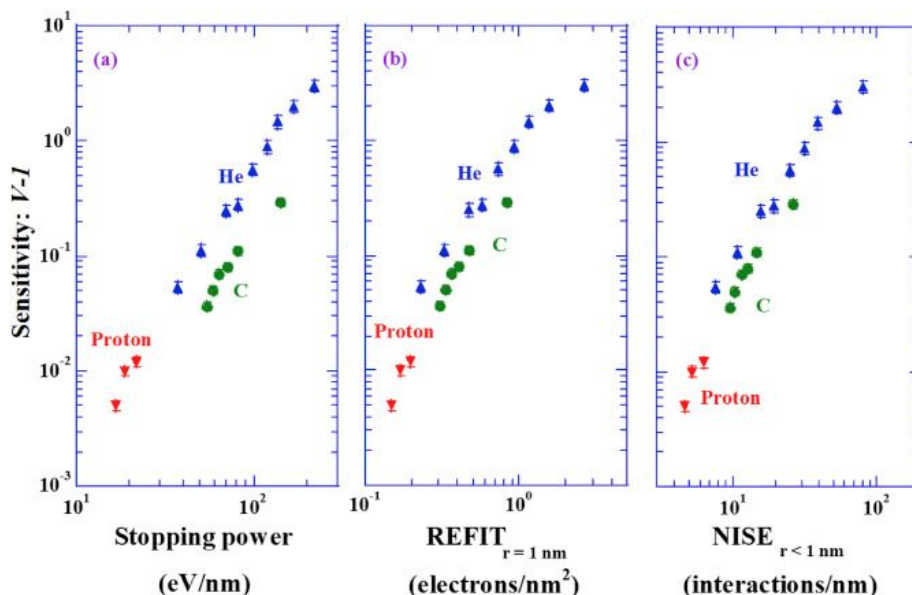 (a)
(b)
(c)
Sensitivity: V-1
10^1
10^0
10^-1
10^-2
10^-3
He
C
Proton
He
C
Proton
He
C
Proton
10^1
10^2
10^-1
10^0
10^1
10^2
Stopping power
(eV/nm)
REFIT r = 1 nm
(electrons/nm^2)
NISE r < 1 nm
(interactions/nm)